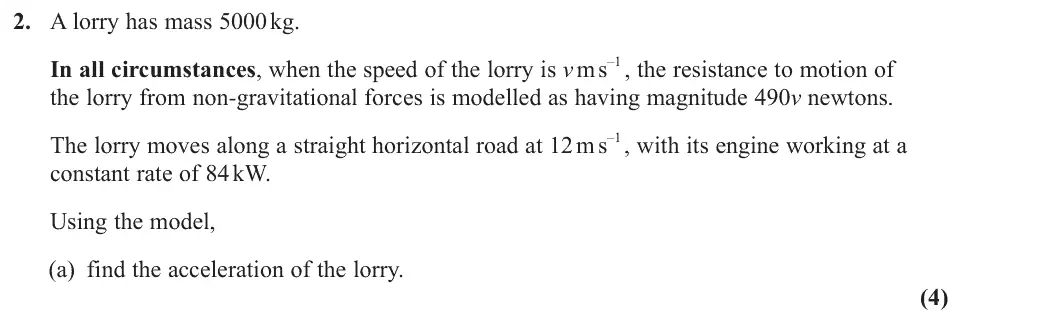 2. A lorry has mass 5000 kg.
In all circumstances, when the speed of the lorry is v m s⁻¹, the resistance to motion of
the lorry from non-gravitational forces is modelled as having magnitude 490v newtons.
The lorry moves along a straight horizontal road at 12 m s⁻¹, with its engine working at a
constant rate of 84 kW.
Using the model,
(a) find the acceleration of the lorry.
(4)